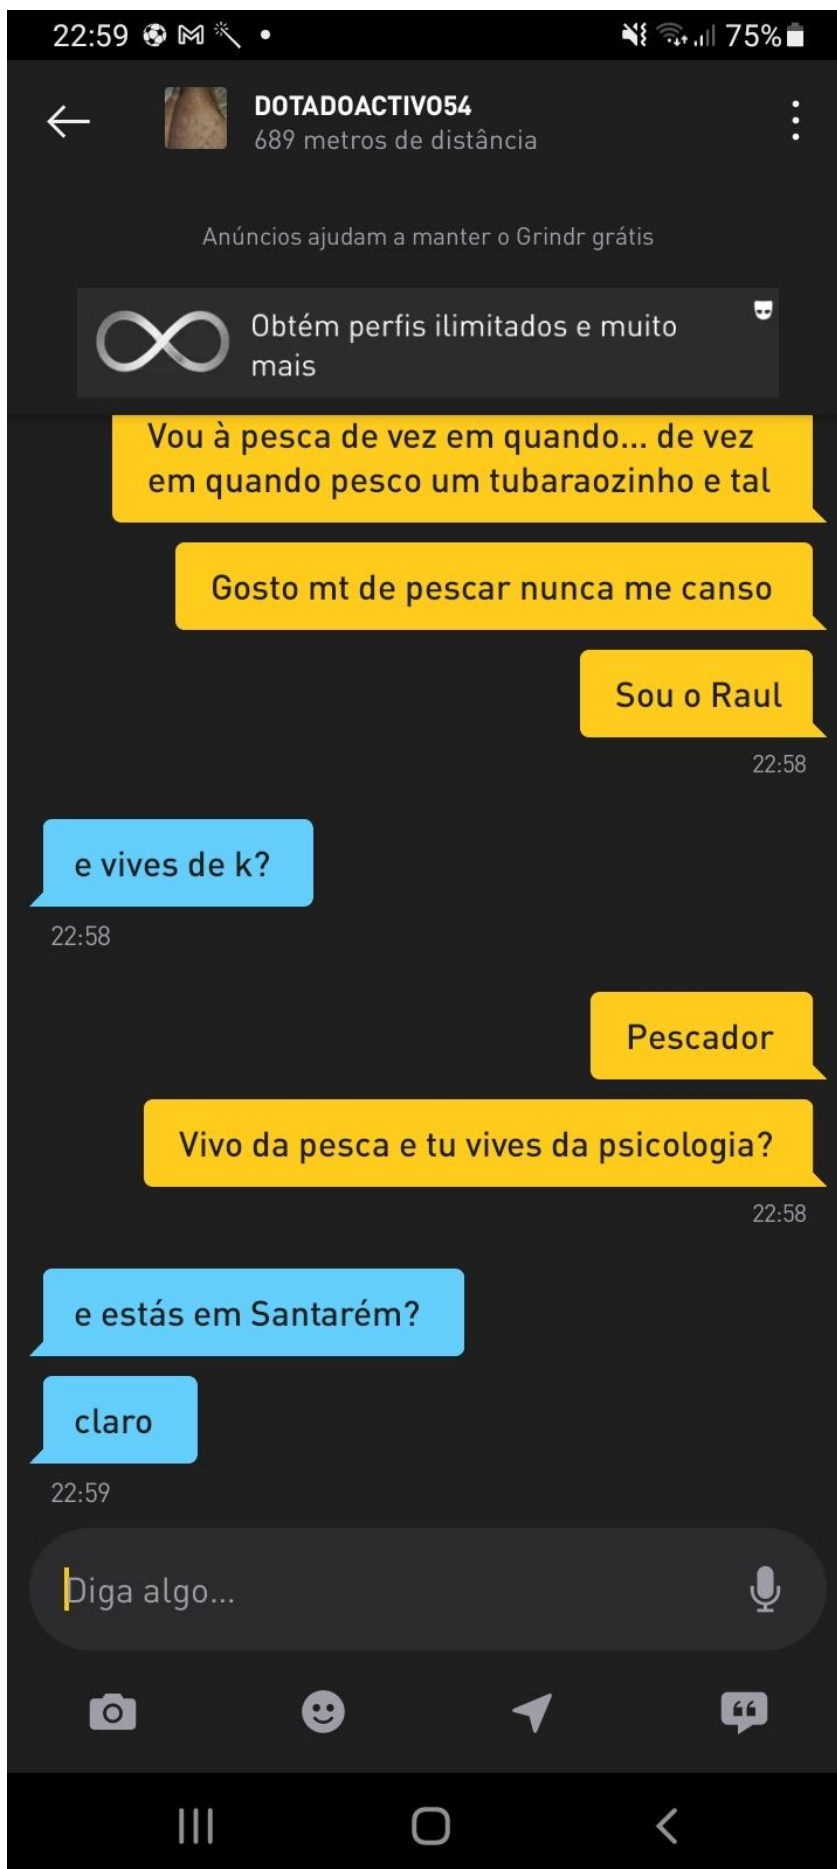 22:59
75%
DOTADOACTIVO54
689 metros de distância
Anúncios ajudam a manter o Grindr grátis
Obtém perfis ilimitados e muito
mais
Vou à pesca de vez em quando... de vez
em quando pesco um tubaraozinho e tal
Gosto mt de pescar nunca me canso
Sou o Raul
22:58
e vives de k?
22:58
Pescador
Vivo da pesca e tu vives da psicologia?
22:58
e estás em Santarém?
claro
22:59
Diga algo...